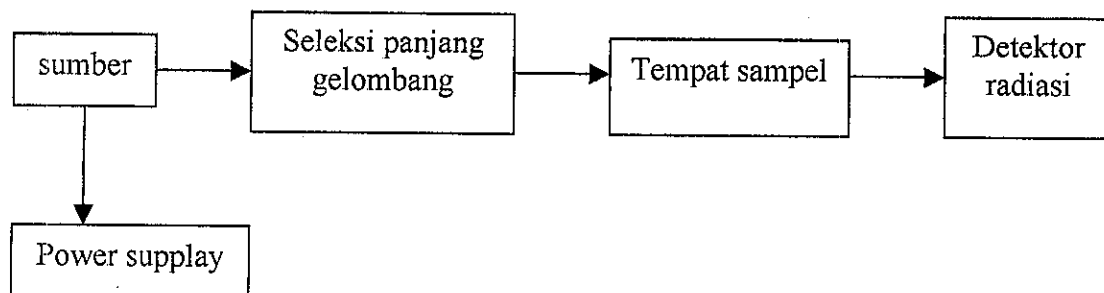 sumber
Seleksi panjang
gelombang
Tempat sampel
Detektor
radiasi
Power supplay